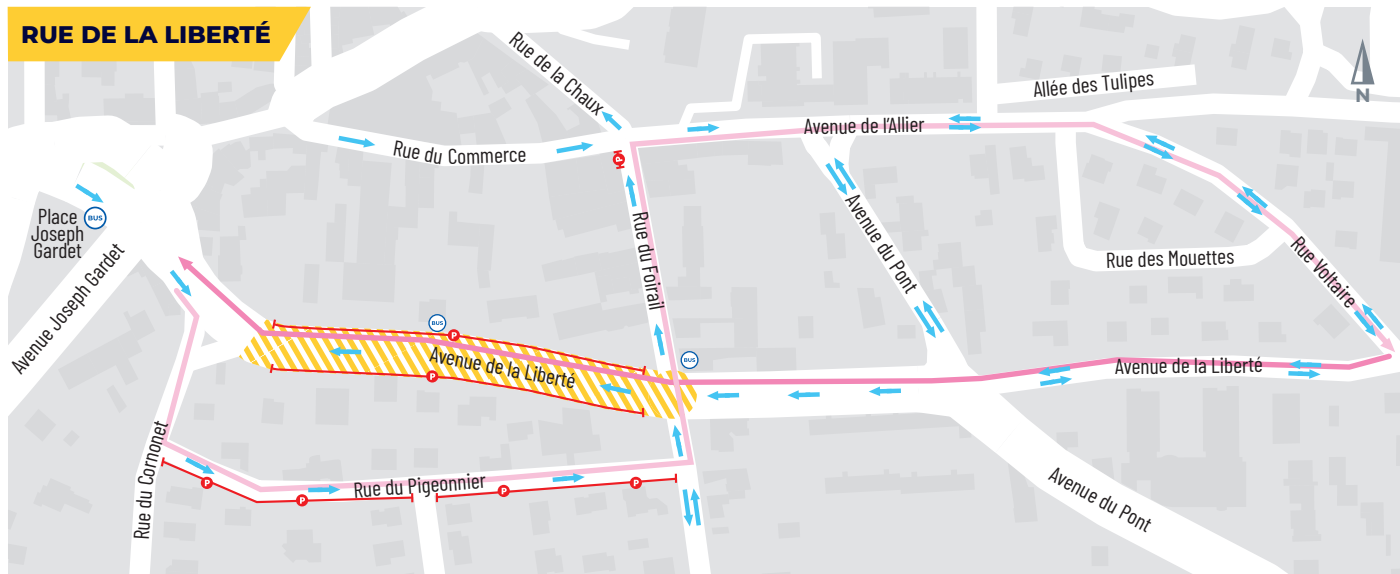 RUE DE LA LIBERTÉ
Rue de la Chaux
Allée des Tulipes
N
Avenue de l'Allier
Rue du Commerce
P
Place
Joseph
Gardet
BUS
Avenue Joseph Gardet
Rue du Foirail
Avenue du Pont
Rue des Mouettes
Rue Voltaire
BUS
P
Avenue de la Liberté
P
BUS
Avenue de la Liberté
Rue du Cornonet
P
P
Rue du Pigeonnier
P
P
Avenue du Pont